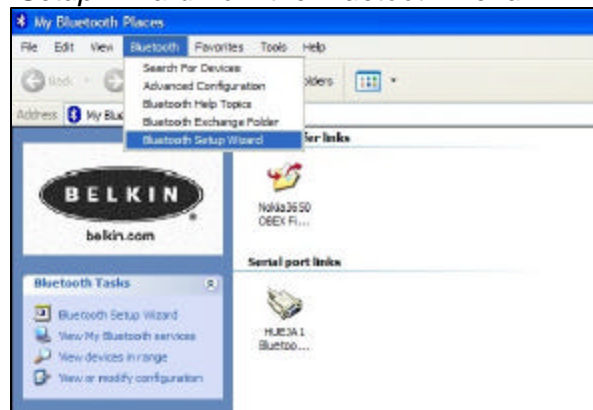 My Bluetooth Places
File Edit View Bluetooth Favorites Tools Help
Back
Search For Devices
Advanced Configuration
Bluetooth Help Topics
Bluetooth Exchange Folder
Bluetooth Setup Wizard
Address My Blu
BELKIN
belkin.com
Nokia3650
OBEX Fi...
Serial port links
Bluetooth Tasks
Bluetooth Setup Wizard
View My Bluetooth services
View devices in range
View or modify configuration
Bluetoo...